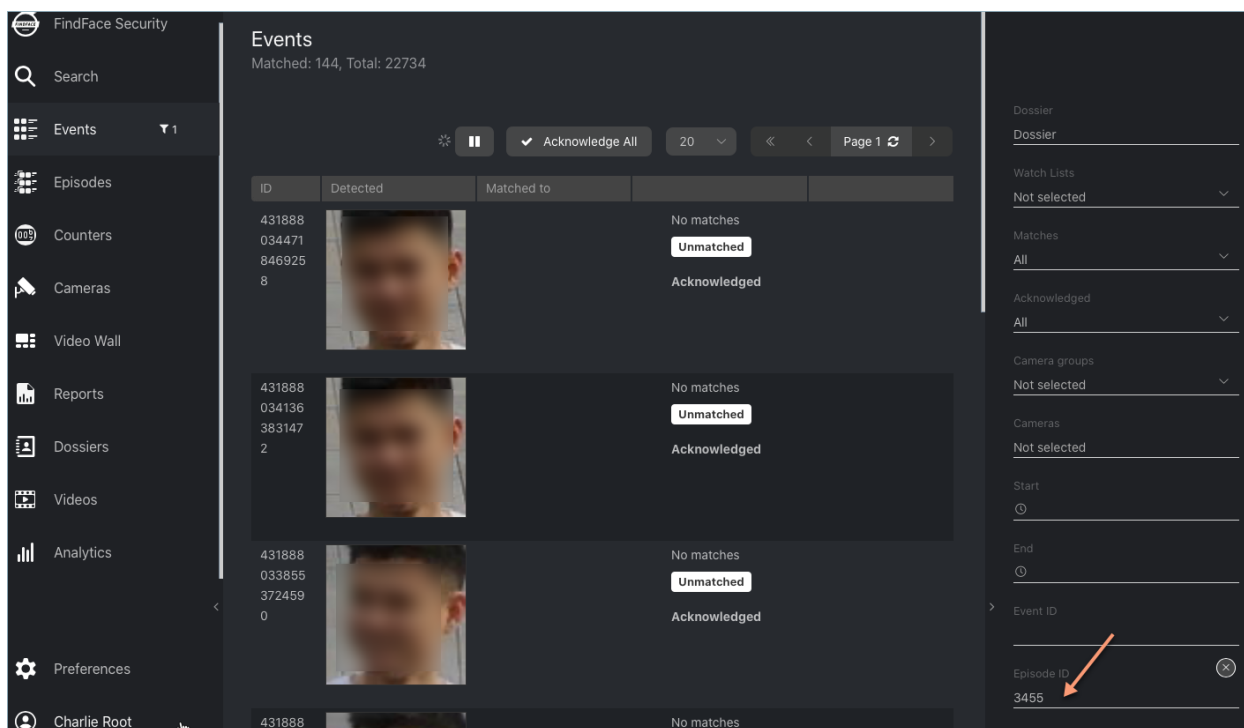 FindFace Security
Search
Events 1
Episodes
Counters
Cameras
Video Wall
Reports
Dossiers
Videos
Analytics
Preferences
Charlie Root
Events
Matched: 144, Total: 22734
Acknowledge All
20
Page 1
ID Detected Matched to
431888
034471
846925
8
No matches
Unmatched
Acknowledged
431888
034136
383147
2
No matches
Unmatched
Acknowledged
431888
033855
372459
0
No matches
Unmatched
Acknowledged
431888
No matches
Dossier
Dossier
Watch Lists
Not selected
Matches
All
Acknowledged
All
Camera groups
Not selected
Cameras
Not selected
Start
End
Event ID
Episode ID
3455